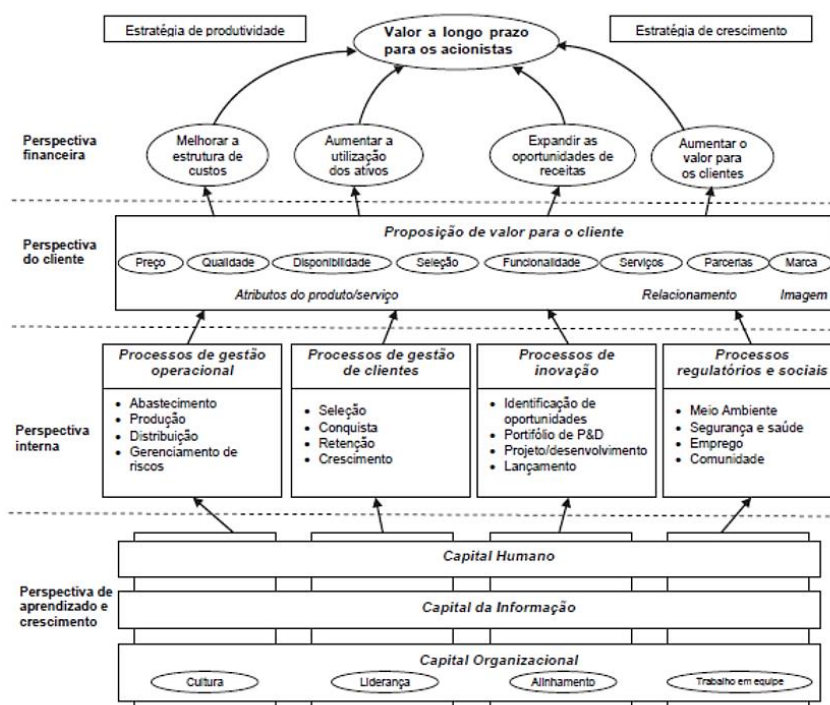 Estratégia de produtividade
Valor a longo prazo
para os acionistas
Estratégia de crescimento
Perspectiva
financeira
Melhorar a
estrutura de
custos
Aumentar a
utilização
dos ativos
Expandir as
oportunidades de
receitas
Aumentar o
valor para
os clientes
Perspectiva
do cliente
Proposição de valor para o cliente
Preço
Qualidade
Disponibilidade
Seleção
Funcionalidade
Serviços
Parcerias
Marca
Atributos do produto/serviço
Relacionamento
Imagem
Perspectiva
interna
Processos de gestão
operacional
• Abastecimento
• Produção
• Distribuição
• Gerenciamento de
riscos
Processos de gestão
de clientes
• Seleção
• Conquista
• Retenção
• Crescimento
Processos de
inovação
• Identificação de
oportunidades
• Portifólio de P&D
• Projeto/desenvolvimento
• Lançamento
Processos
regulatórios e sociais
• Meio Ambiente
• Segurança e saúde
• Emprego
• Comunidade
Perspectiva de
aprendizado e
crescimento
Capital Humano
Capital da Informação
Capital Organizacional
Cultura
Liderança
Alinhamento
Trabalho em equipe